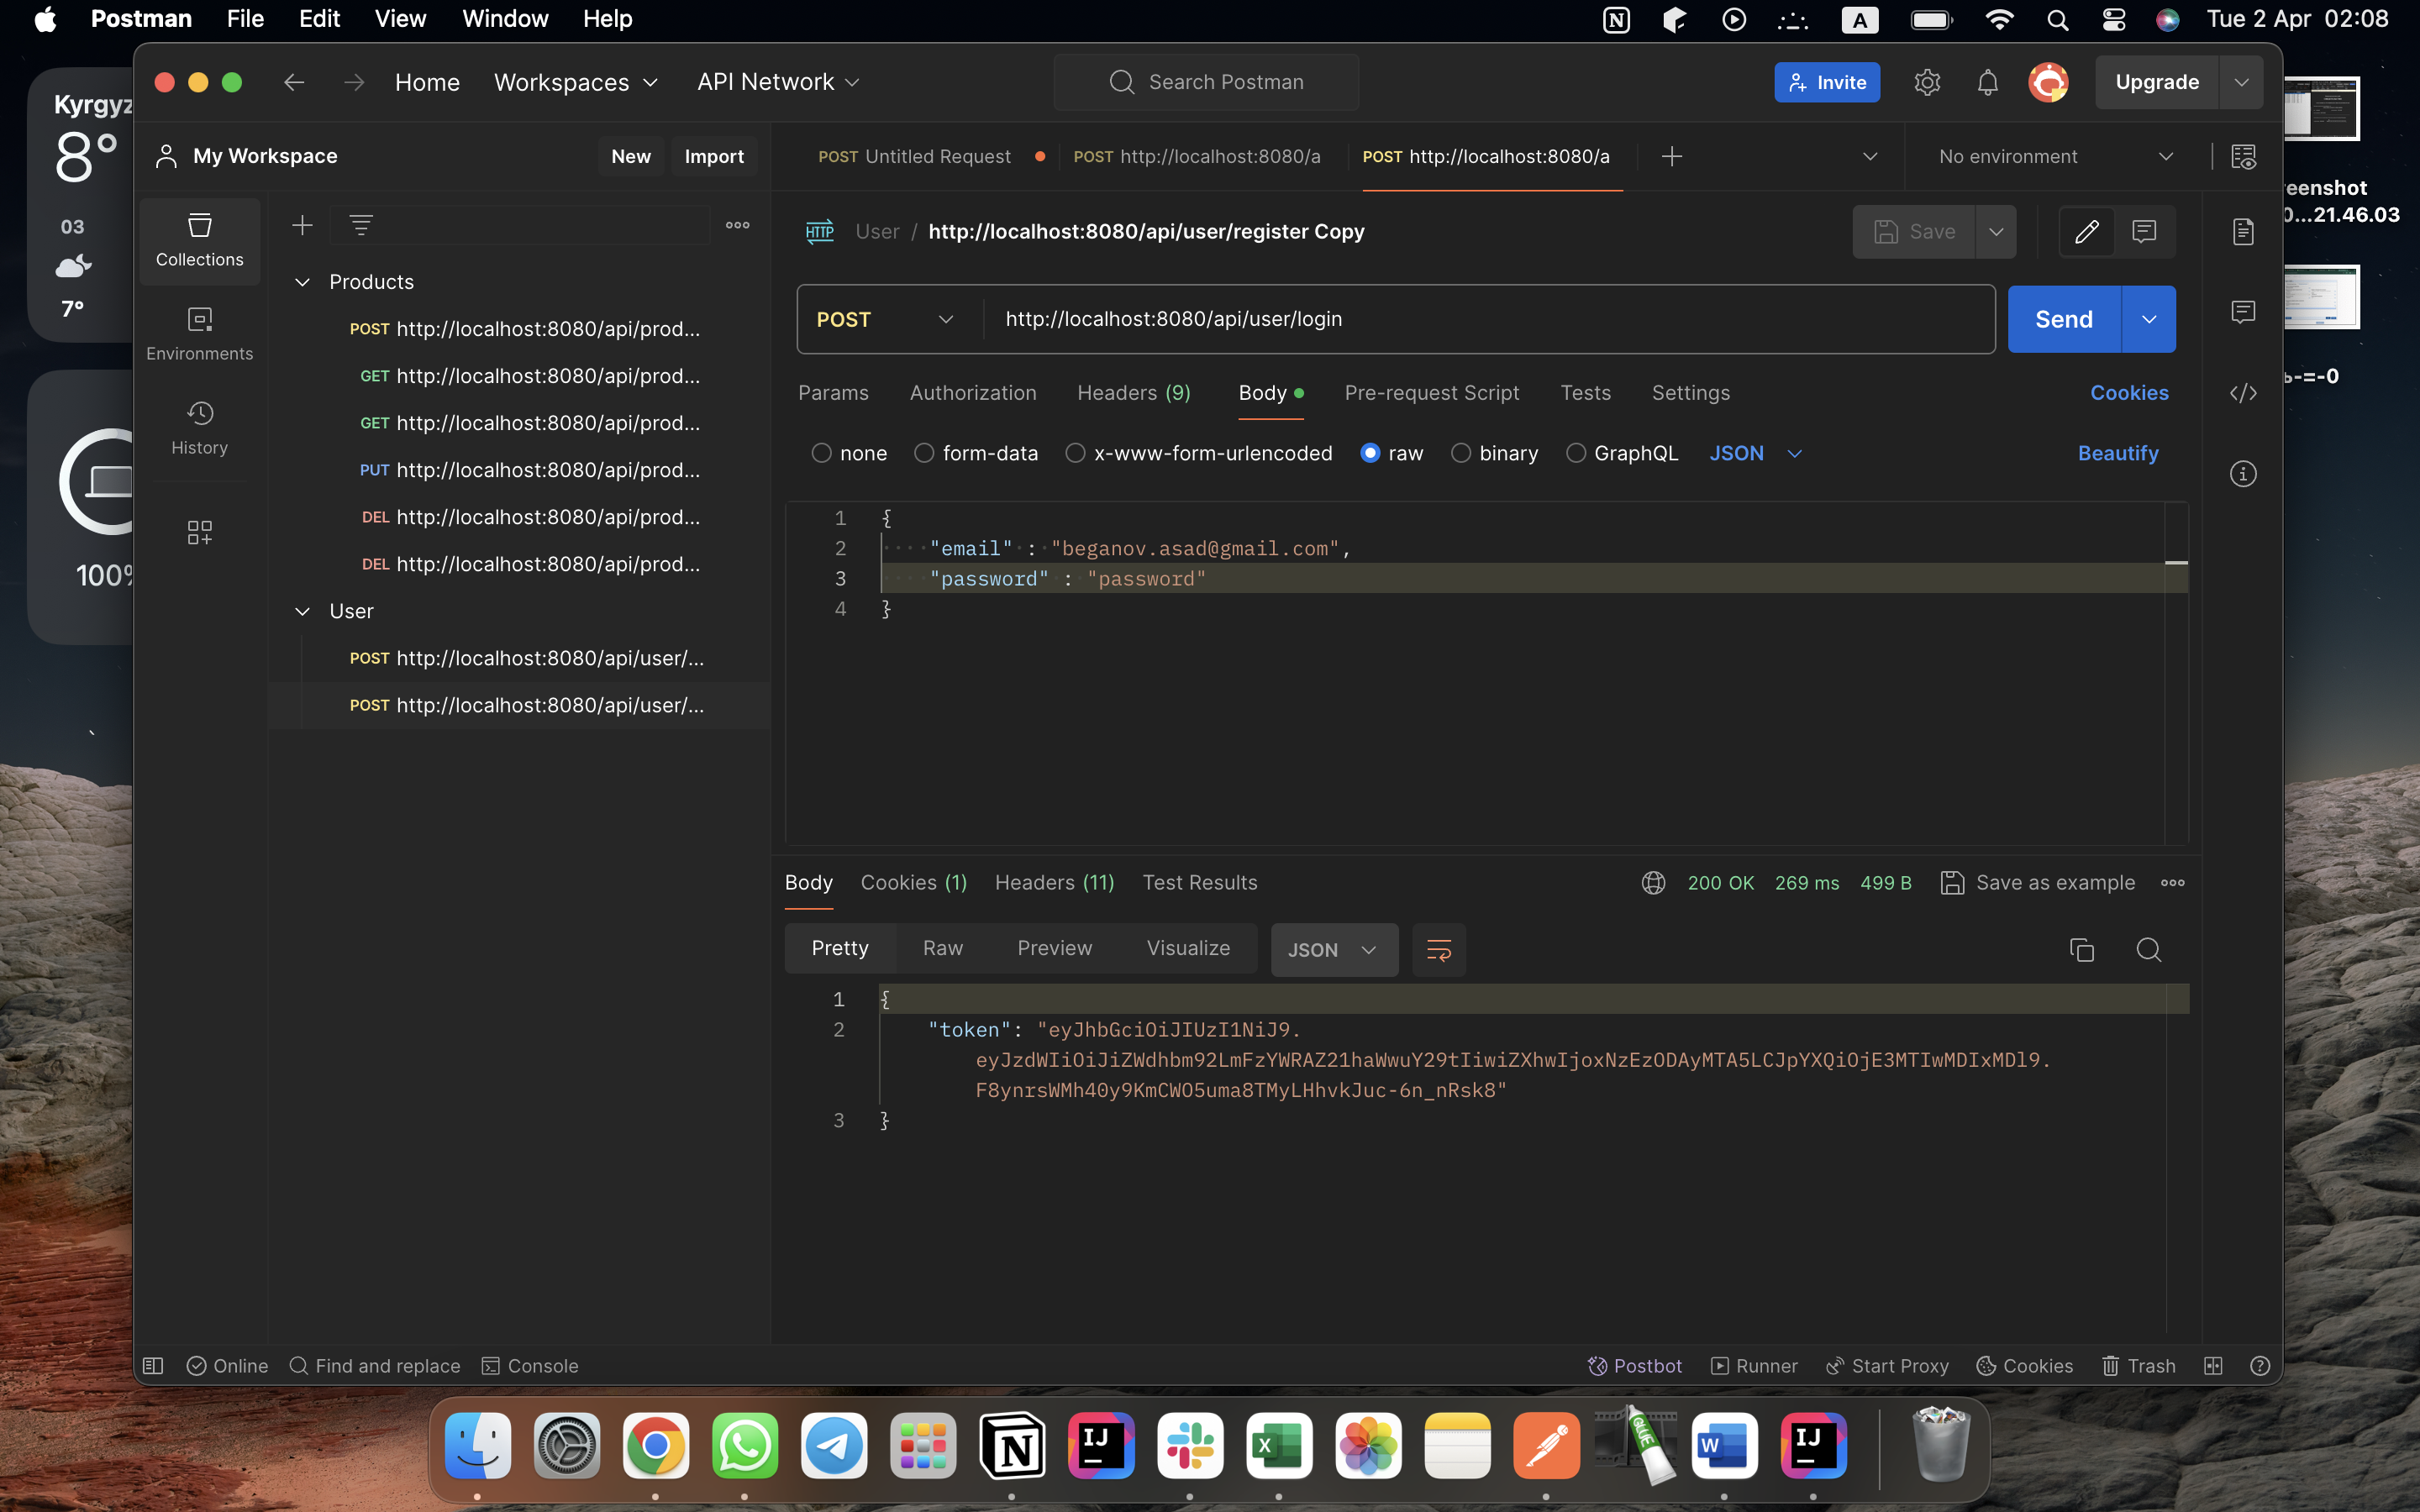 Postman File Edit View Window Help
A
Tue 2 Apr 02:08
Home Workspaces API Network
Search Postman
Invite
Upgrade
My Workspace
New Import
POST Untitled Request
POST http://localhost:8080/a
POST http://localhost:8080/a
No environment
Kyrgyz
8°
03
7°
100%
Collections
Environments
History
Products
POST http://localhost:8080/api/prod...
GET http://localhost:8080/api/prod...
GET http://localhost:8080/api/prod...
PUT http://localhost:8080/api/prod...
DEL http://localhost:8080/api/prod...
DEL http://localhost:8080/api/prod...
User
POST http://localhost:8080/api/user/...
POST http://localhost:8080/api/user/...
HTTP User / http://localhost:8080/api/user/register Copy
Save
POST http://localhost:8080/api/user/login
Send
Params Authorization Headers (9) Body Pre-request Script Tests Settings Cookies
none form-data x-www-form-urlencoded raw binary GraphQL JSON Beautify
1 {
2 "email" : "beganov.asad@gmail.com",
3 "password" : "password"
4 }
Body Cookies (1) Headers (11) Test Results
200 OK 269 ms 499 B Save as example
Pretty Raw Preview Visualize JSON
1 {
2 "token": "eyJhbGciOiJIUzI1NiJ9.
eyJzdWIiOiJiZWdhbm92LmFzYWRAZ21haWwuY29tIiwiZXhwIjoxNzEzODAyMTA5LCJpYXQiOjE3MTIwMDIxMDl9.
F8ynrsWMh40y9KmCWO5uma8TMyLHhvkJuc-6n_nRsk8"
3 }
Online Find and replace Console
Postbot Runner Start Proxy Cookies Trash
reenshot
0...21.46.03
ь-=-0
N
IJ
X
GLUE
W
IJ